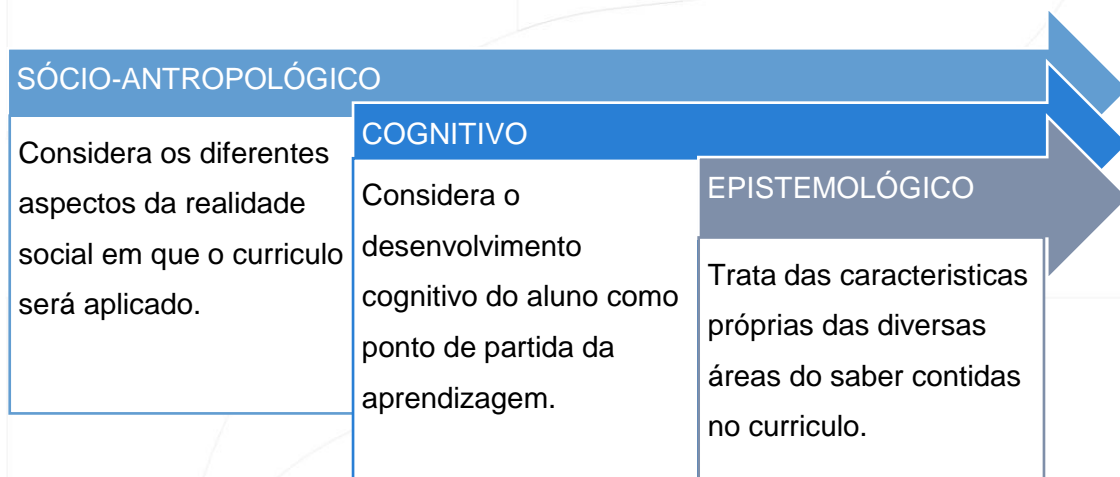 SÓCIO-ANTROPOLÓGICO
Considera os diferentes
aspectos da realidade
social em que o curriculo
será aplicado.
COGNITIVO
Considera o
desenvolvimento
cognitivo do aluno como
ponto de partida da
aprendizagem.
EPISTEMOLÓGICO
Trata das caracteristicas
próprias das diversas
áreas do saber contidas
no curriculo.